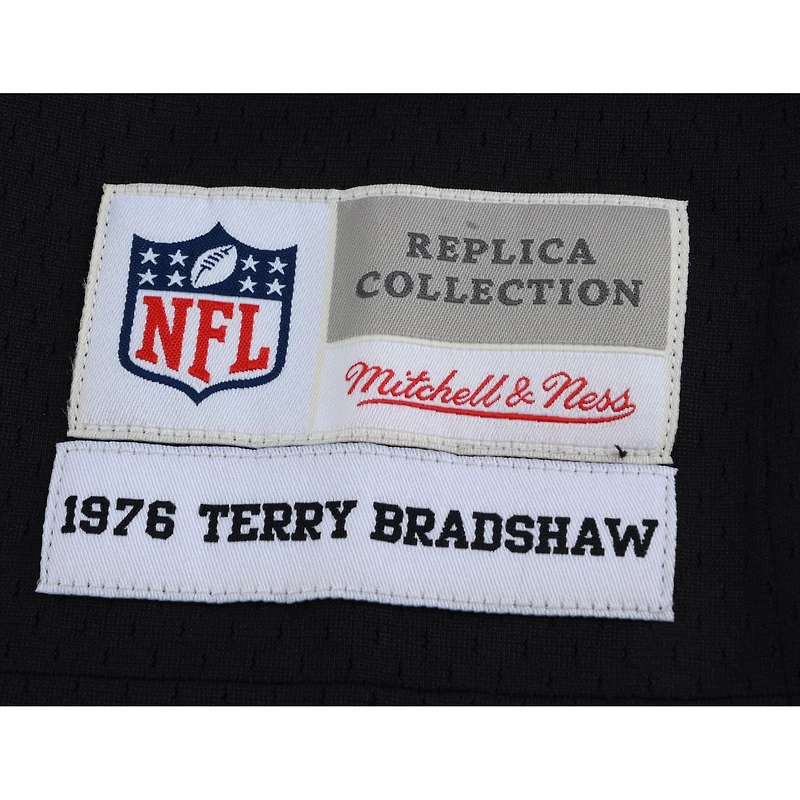 NFL
REPLICA
COLLECTION
Mitchell & Ness
1976 TERRY BRADSHAW